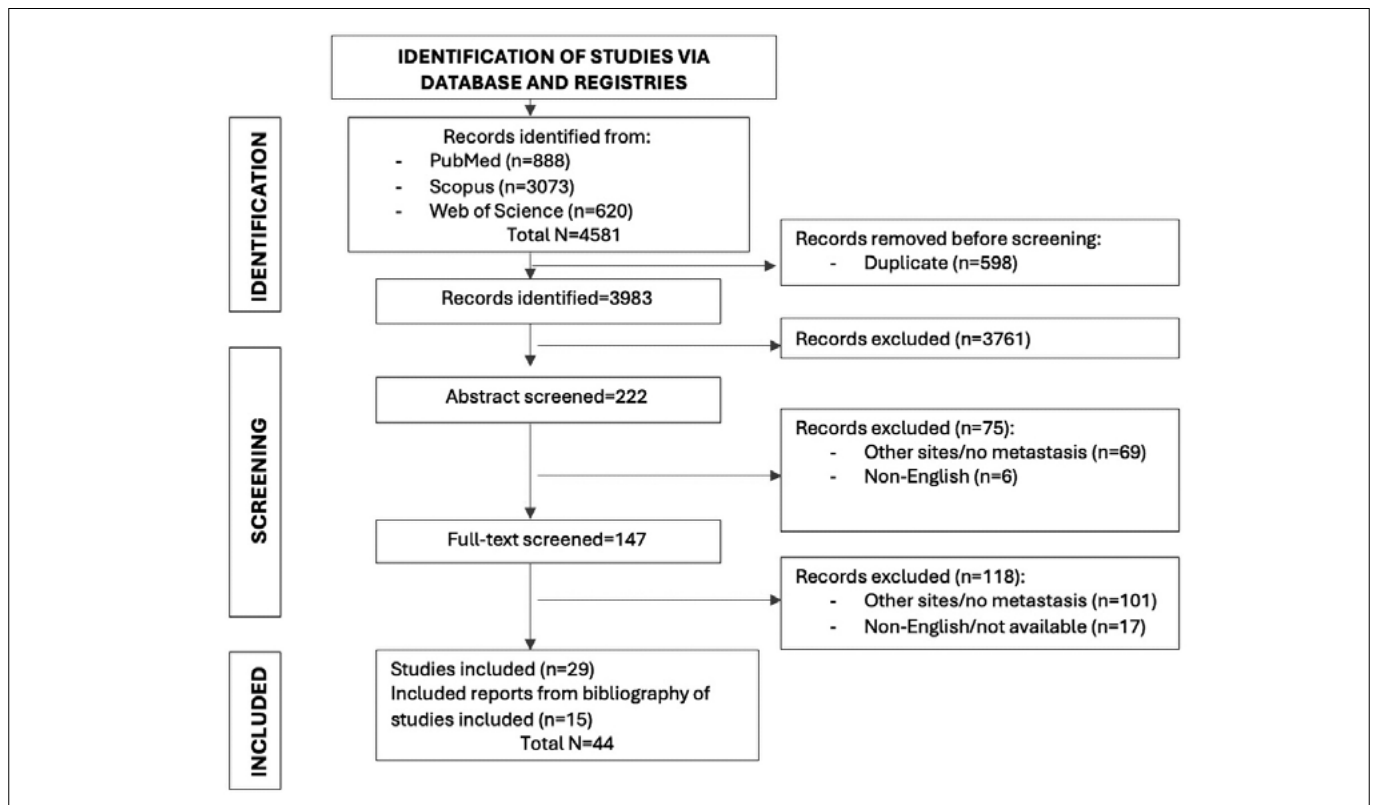 IDENTIFICATION OF STUDIES VIA
DATABASE AND REGISTRIES
IDENTIFICATION
Records identified from:
- PubMed (n=888)
- Scopus (n=3073)
- Web of Science (n=620)
Total N=4581
Records removed before screening:
- Duplicate (n=598)
Records identified=3983
Records excluded (n=3761)
SCREENING
Abstract screened=222
Records excluded (n=75):
- Other sites/no metastasis (n=69)
- Non-English (n=6)
Full-text screened=147
Records excluded (n=118):
- Other sites/no metastasis (n=101)
- Non-English/not available (n=17)
INCLUDED
Studies included (n=29)
Included reports from bibliography of
studies included (n=15)
Total N=44